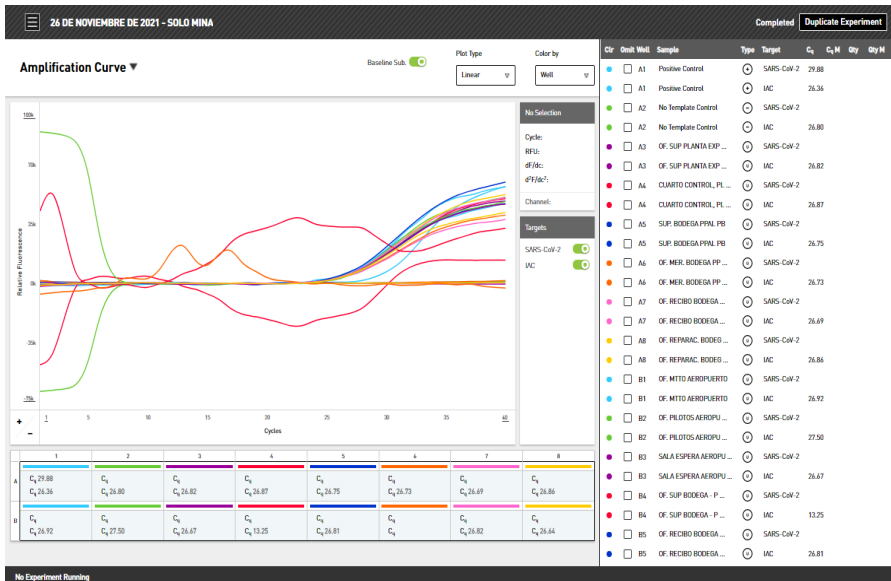 26 DE NOVIEMBRE DE 2021 - SOLO MINA
Completed
Duplicate Experiment
Amplification Curve
Baseline Sub.
Plot Type
Linear
Color by
Well
100k
70k
35k
0k
-35k
-75k
Relative Fluorescence
1 5 10 15 20 25 30 35 40
Cycles
+
−
No Selection
Cycle:
RFU:
dF/dc:
d²F/dc²:
Channel:
Targets
SARS-CoV-2
IAC
1 2 3 4 5 6 7 8
A
Cq 29.88 Cq Cq Cq Cq Cq Cq Cq
Cq 26.36 Cq 26.80 Cq 26.82 Cq 26.87 Cq 26.75 Cq 26.73 Cq 26.69 Cq 26.86
B
Cq Cq Cq Cq Cq Cq Cq Cq
Cq 26.92 Cq 27.50 Cq 26.67 Cq 13.25 Cq 26.81 Cq Cq 26.82 Cq 26.64
Clr Omit Well Sample Type Target Cq Cq M Qty Qty M
A1 Positive Control + SARS-CoV-2 29.88
A1 Positive Control + IAC 26.36
A2 No Template Control − SARS-CoV-2
A2 No Template Control − IAC 26.80
A3 OF. SUP PLANTA EXP ... U SARS-CoV-2
A3 OF. SUP PLANTA EXP ... U IAC 26.82
A4 CUARTO CONTROL, PL ... U SARS-CoV-2
A4 CUARTO CONTROL, PL ... U IAC 26.87
A5 SUP. BODEGA PPAL PB U SARS-CoV-2
A5 SUP. BODEGA PPAL PB U IAC 26.75
A6 OF. MER. BODEGA PP ... U SARS-CoV-2
A6 OF. MER. BODEGA PP ... U IAC 26.73
A7 OF. RECIBO BODEGA ... U SARS-CoV-2
A7 OF. RECIBO BODEGA ... U IAC 26.69
A8 OF. REPARAC. BODEG ... U SARS-CoV-2
A8 OF. REPARAC. BODEG ... U IAC 26.86
B1 OF. MTTO AEROPUERTO U SARS-CoV-2
B1 OF. MTTO AEROPUERTO U IAC 26.92
B2 OF. PILOTOS AEROPU ... U SARS-CoV-2
B2 OF. PILOTOS AEROPU ... U IAC 27.50
B3 SALA ESPERA AEROPU ... U SARS-CoV-2
B3 SALA ESPERA AEROPU ... U IAC 26.67
B4 OF. SUP BODEGA - P ... U SARS-CoV-2
B4 OF. SUP BODEGA - P ... U IAC 13.25
B5 OF. RECIBO BODEGA ... U SARS-CoV-2
B5 OF. RECIBO BODEGA ... U IAC 26.81
No Experiment Running